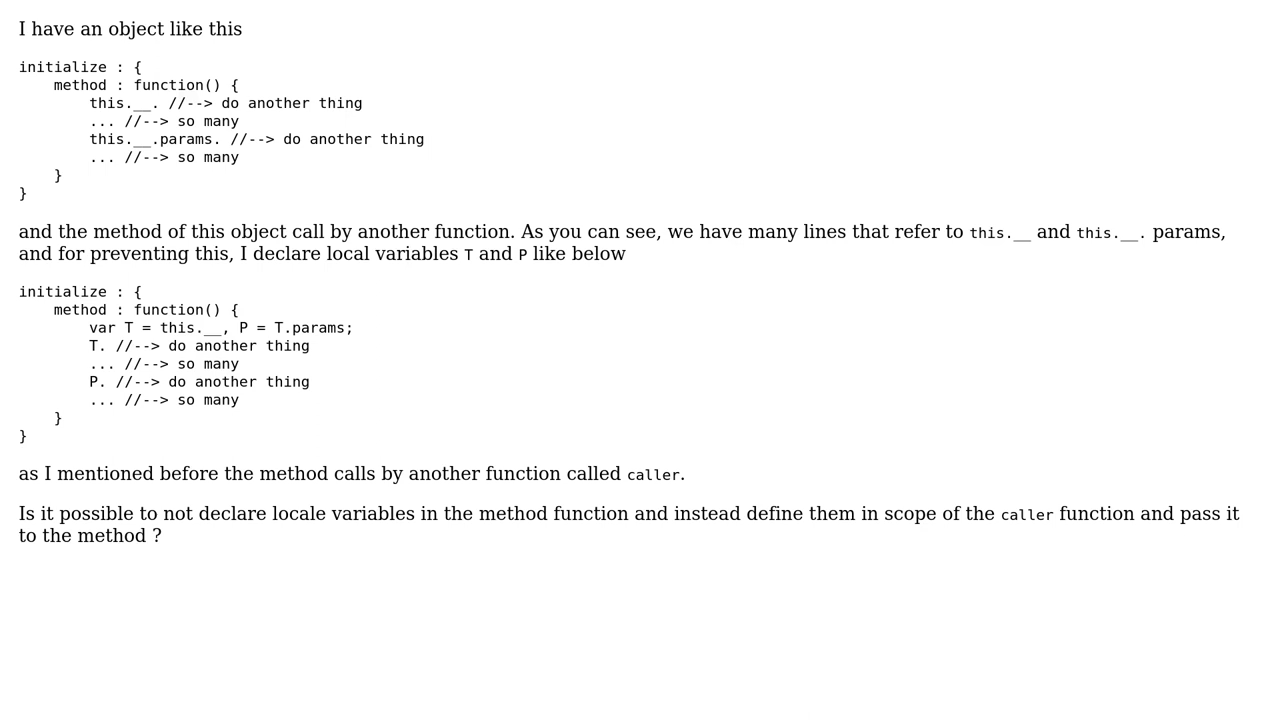 I have an object like this
initialize : {
    method : function() {
        this.__. //--> do another thing
        ... //--> so many
        this.__.params. //--> do another thing
        ... //--> so many
    }
}
and the method of this object call by another function. As you can see, we have many lines that refer to this.__ and this.__. params,
and for preventing this, I declare local variables T and P like below
initialize : {
    method : function() {
        var T = this.__, P = T.params;
        T. //--> do another thing
        ... //--> so many
        P. //--> do another thing
        ... //--> so many
    }
}
as I mentioned before the method calls by another function called caller.
Is it possible to not declare locale variables in the method function and instead define them in scope of the caller function and pass it
to the method ?